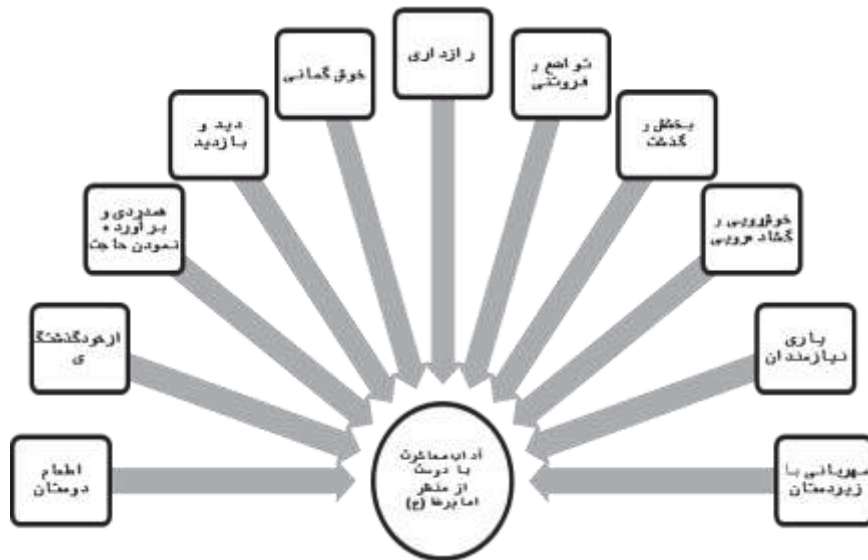 رازداری
تواضع و
فروتنی
بخشش و
گذشت
خوشرویی و
گشاده‌رویی
یاری
نیازمندان
مهربانی با
زیردستان
خوش گمانی
دید و
بازدید
همدردی و
برآورده
نمودن حاجت
ازخودگذشتگ
ی
اطعام
دوستان
آداب معاشرت
با دوست
از منظر
امام رضا (ع)